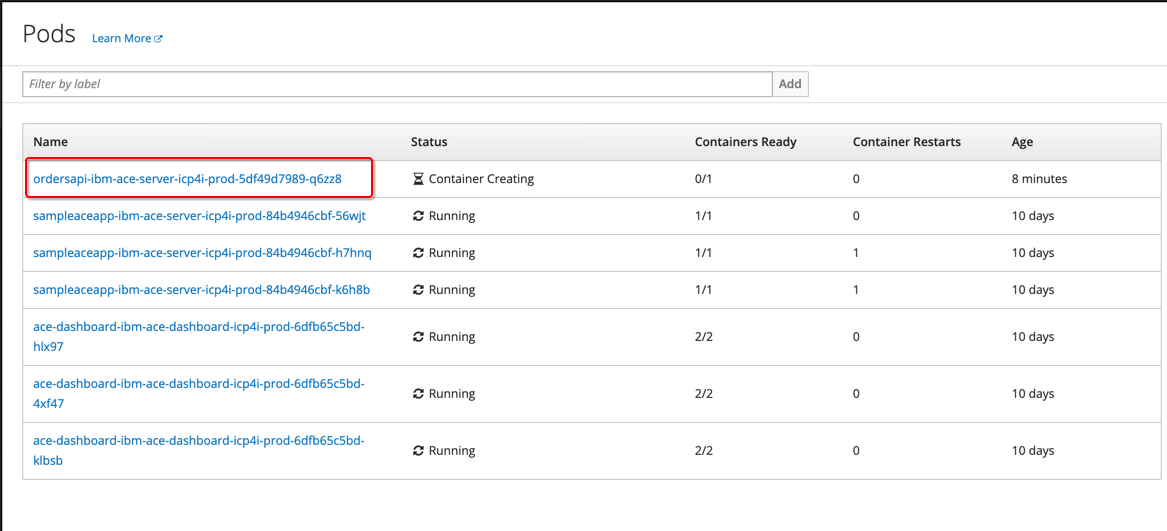 Pods Learn More
Filter by label Add
Name Status Containers Ready Container Restarts Age
ordersapi-ibm-ace-server-icp4i-prod-5df49d7989-q6zz8 Container Creating 0/1 0 8 minutes
sampleaceapp-ibm-ace-server-icp4i-prod-84b4946cbf-56wjt Running 1/1 0 10 days
sampleaceapp-ibm-ace-server-icp4i-prod-84b4946cbf-h7hnq Running 1/1 1 10 days
sampleaceapp-ibm-ace-server-icp4i-prod-84b4946cbf-k6h8b Running 1/1 1 10 days
ace-dashboard-ibm-ace-dashboard-icp4i-prod-6dfb65c5bd-
hlx97 Running 2/2 0 10 days
ace-dashboard-ibm-ace-dashboard-icp4i-prod-6dfb65c5bd-
4xf47 Running 2/2 0 10 days
ace-dashboard-ibm-ace-dashboard-icp4i-prod-6dfb65c5bd-
klbsb Running 2/2 0 10 days